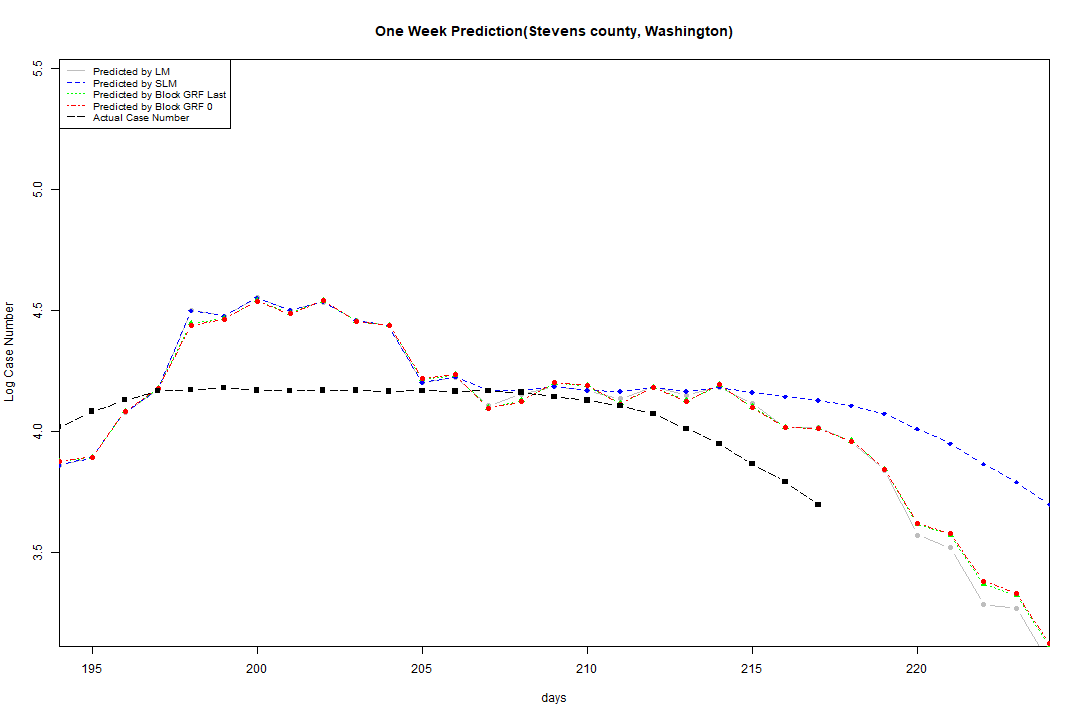 One Week Prediction(Stevens county, Washington)
Predicted by LM
Predicted by SLM
Predicted by Block GRF Last
Predicted by Block GRF 0
Actual Case Number
5.5
5.0
4.5
4.0
3.5
Log Case Number
195 200 205 210 215 220
days